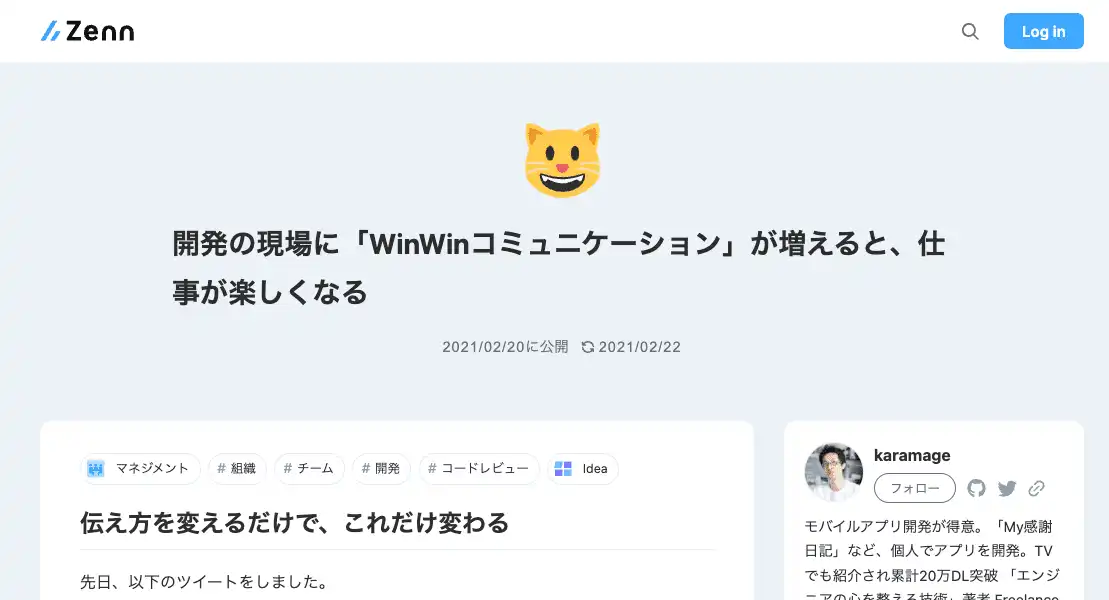 Zenn
Log in
開発の現場に「WinWinコミュニケーション」が増えると、仕
事が楽しくなる
2021/02/20に公開 2021/02/22
マネジメント # 組織 # チーム # 開発 # コードレビュー Idea
伝え方を変えるだけで、これだけ変わる
先日、以下のツイートをしました。
karamage
フォロー
モバイルアプリ開発が得意。「My感謝
日記」など、個人でアプリを開発。TV
でも紹介され累計20万DL突破 「エンジ
ニアの心を整える技術」著者 Freelance